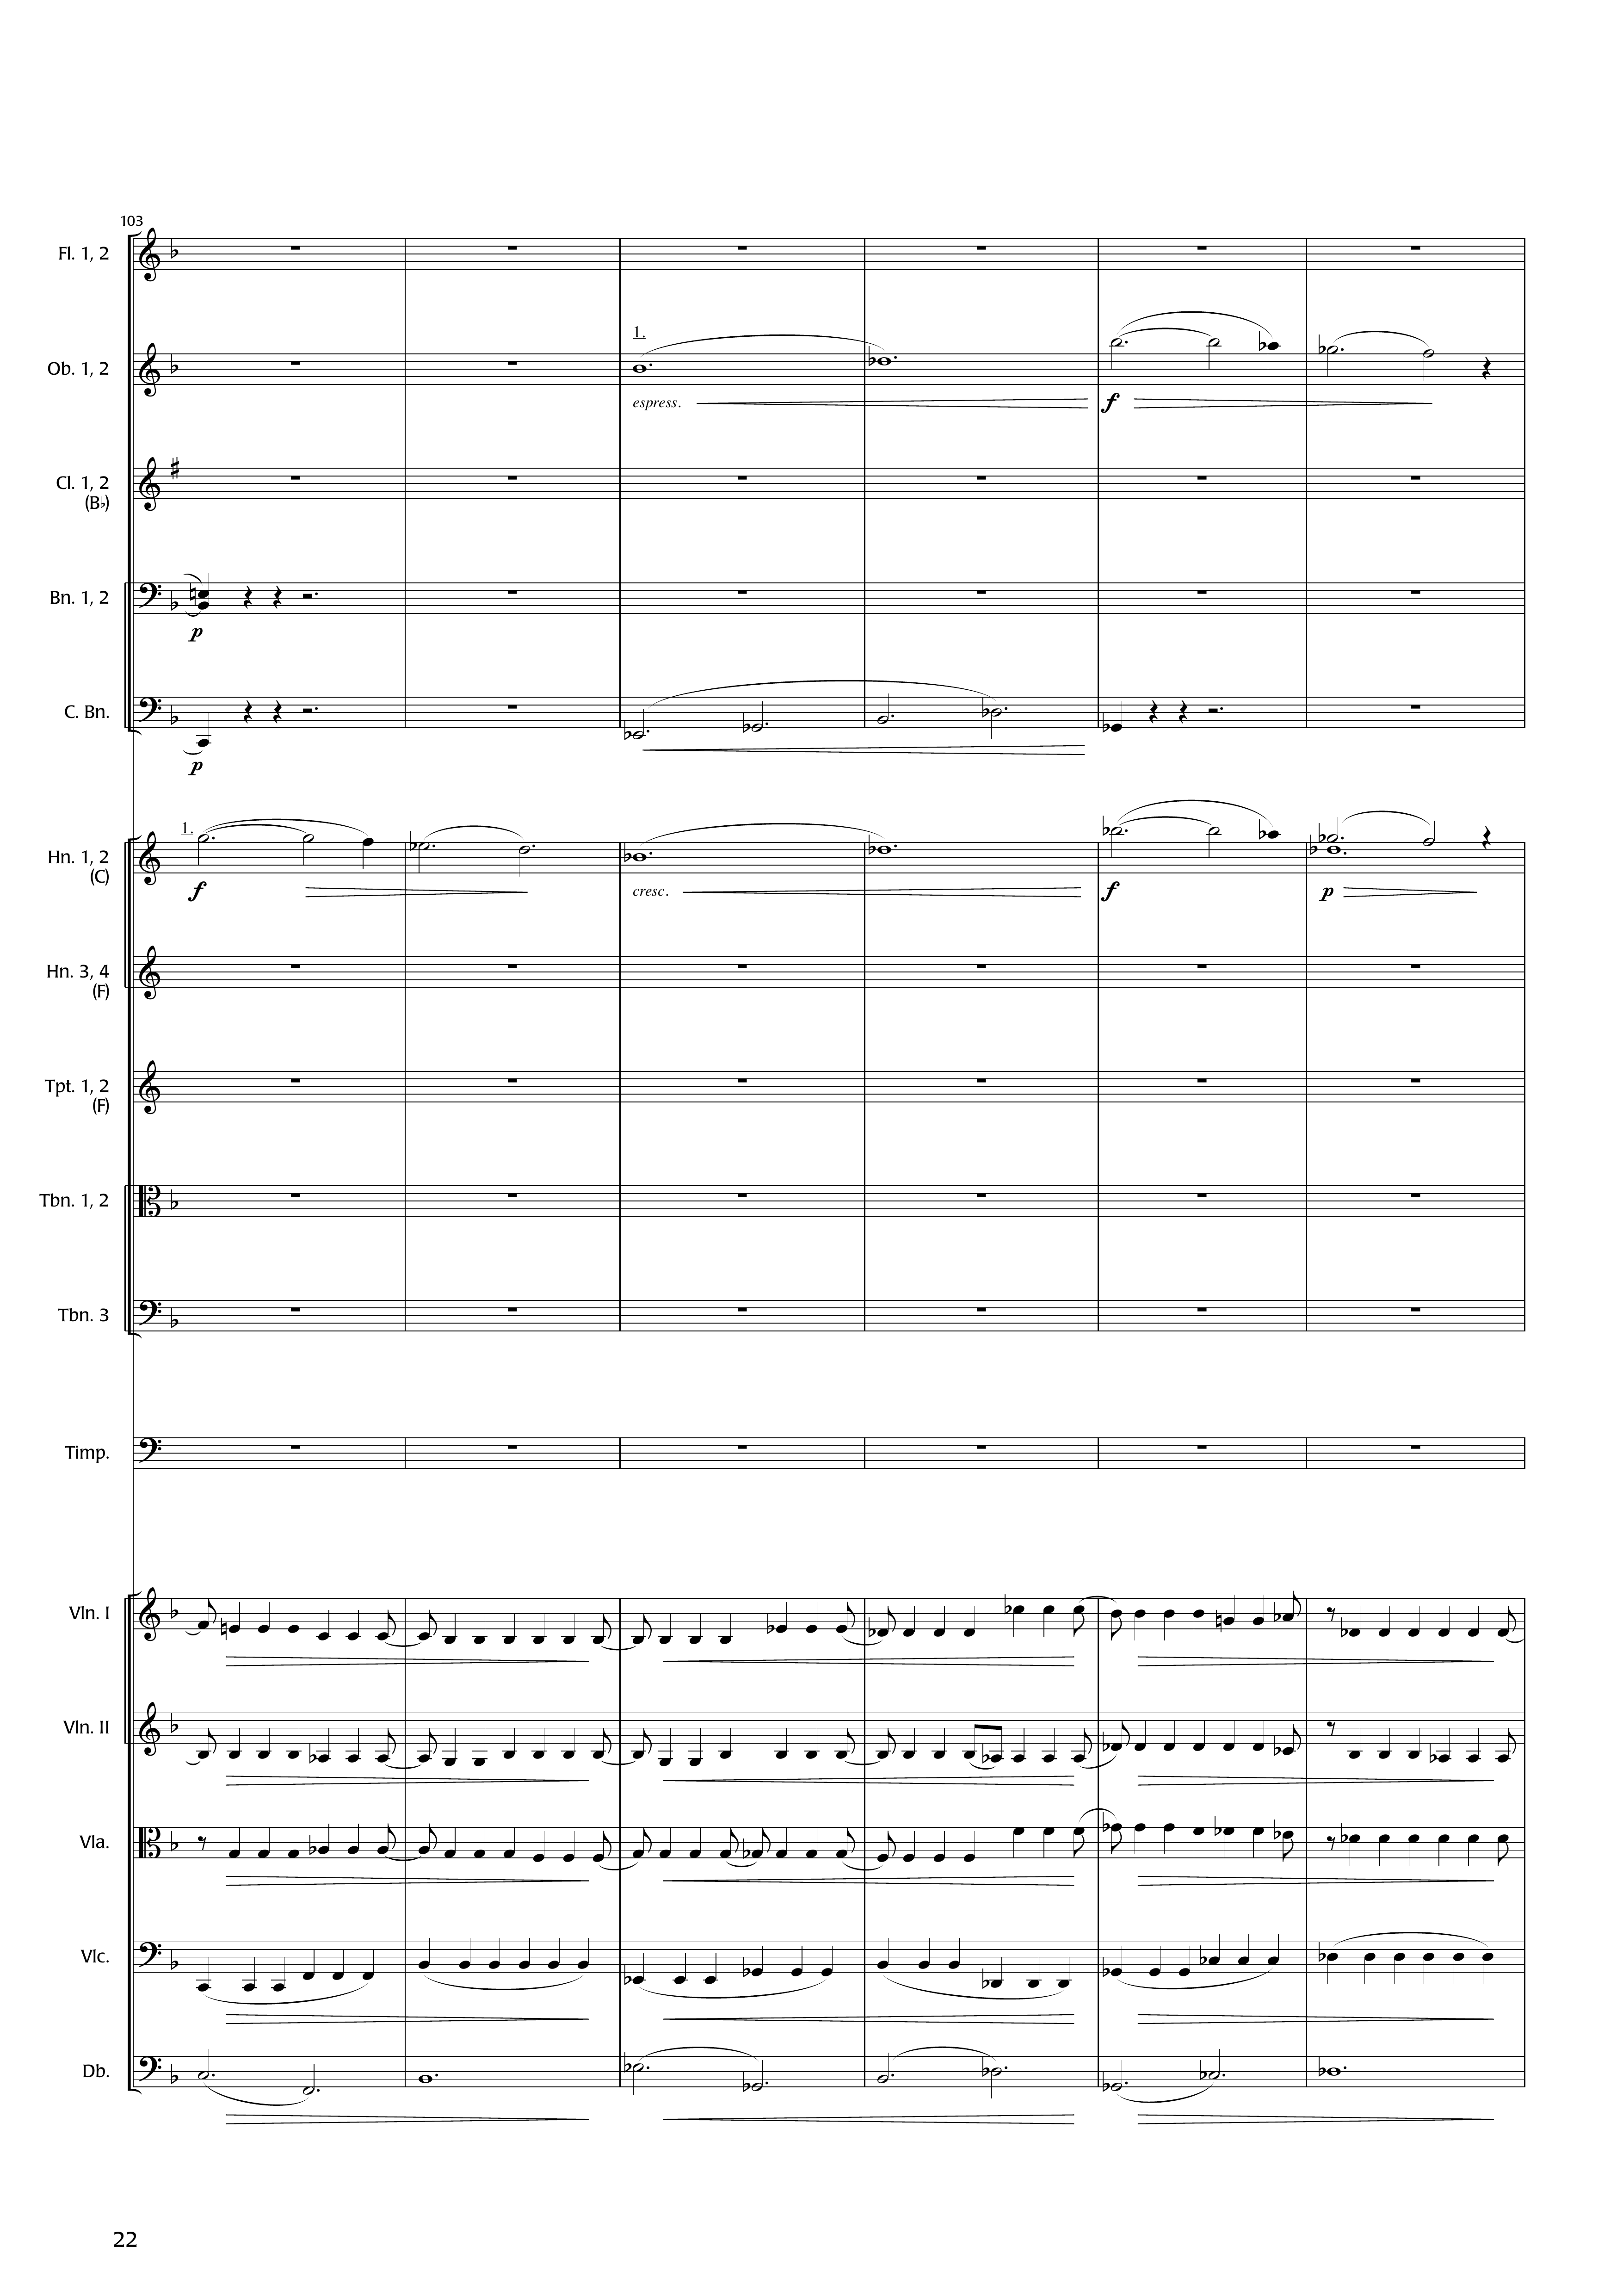 103
Fl. 1, 2
1.
Ob. 1, 2
espress.
f
Cl. 1, 2
(B♭)
Bn. 1, 2
p
C. Bn.
p
1.
Hn. 1, 2
(C)
f
cresc.
f
p
Hn. 3, 4
(F)
Tpt. 1, 2
(F)
Tbn. 1, 2
Tbn. 3
Timp.
Vln. I
Vln. II
Vla.
Vlc.
Db.
22